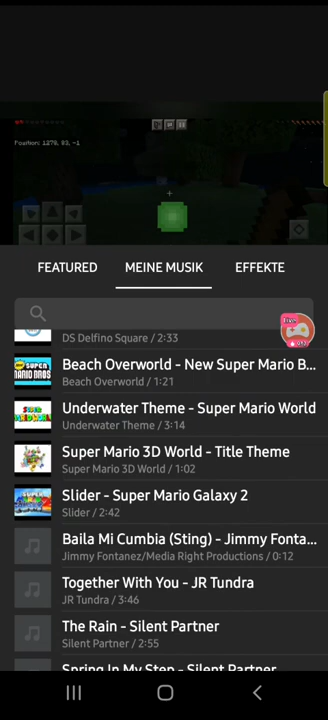 Position: 1279, 93, -1
FEATURED
MEINE MUSIK
EFFEKTE
DS Delfino Square / 2:33
Beach Overworld - New Super Mario B...
Beach Overworld / 1:21
Underwater Theme - Super Mario World
Underwater Theme / 3:14
Super Mario 3D World - Title Theme
Super Mario 3D World / 1:02
Slider - Super Mario Galaxy 2
Slider / 2:42
Baila Mi Cumbia (Sting) - Jimmy Fonta...
Jimmy Fontanez/Media Right Productions / 0:12
Together With You - JR Tundra
JR Tundra / 3:46
The Rain - Silent Partner
Silent Partner / 2:55
Spring In My Step - Silent Partner